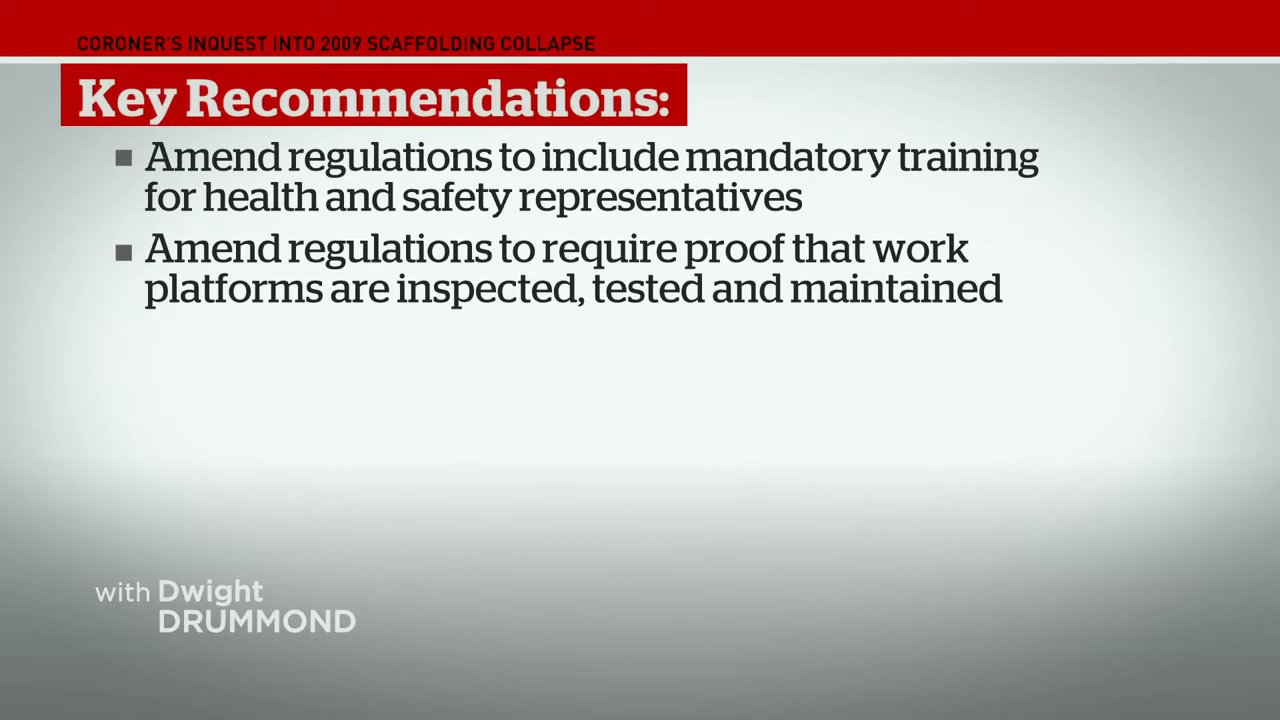 CORONER'S INQUEST INTO 2009 SCAFFOLDING COLLAPSE
Key Recommendations:
Amend regulations to include mandatory training
for health and safety representatives
Amend regulations to require proof that work
platforms are inspected, tested and maintained
with Dwight
DRUMMOND